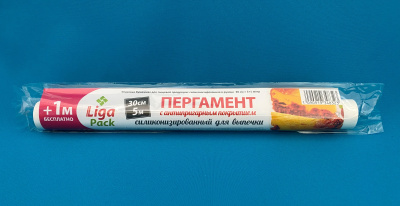 +1м
БЕСПЛАТНО
Liga
Pack
30см
5м
ПЕРГАМЕНТ
с антипригарным покрытием
силиконизированный для выпечки